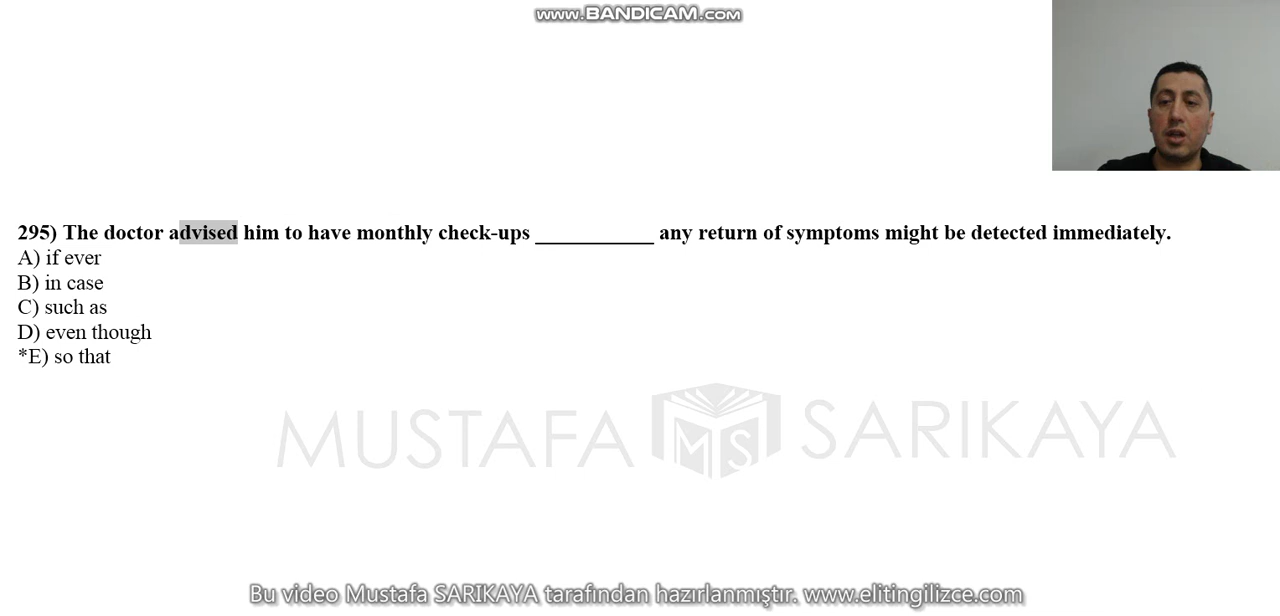 www.BANDICAM.com
295) The doctor advised him to have monthly check-ups ___________ any return of symptoms might be detected immediately.
A) if ever
B) in case
C) such as
D) even though
*E) so that
MUSTAFA MS SARIKAYA
Bu video Mustafa SARIKAYA tarafından hazırlanmıştır. www.elitingilizce.com